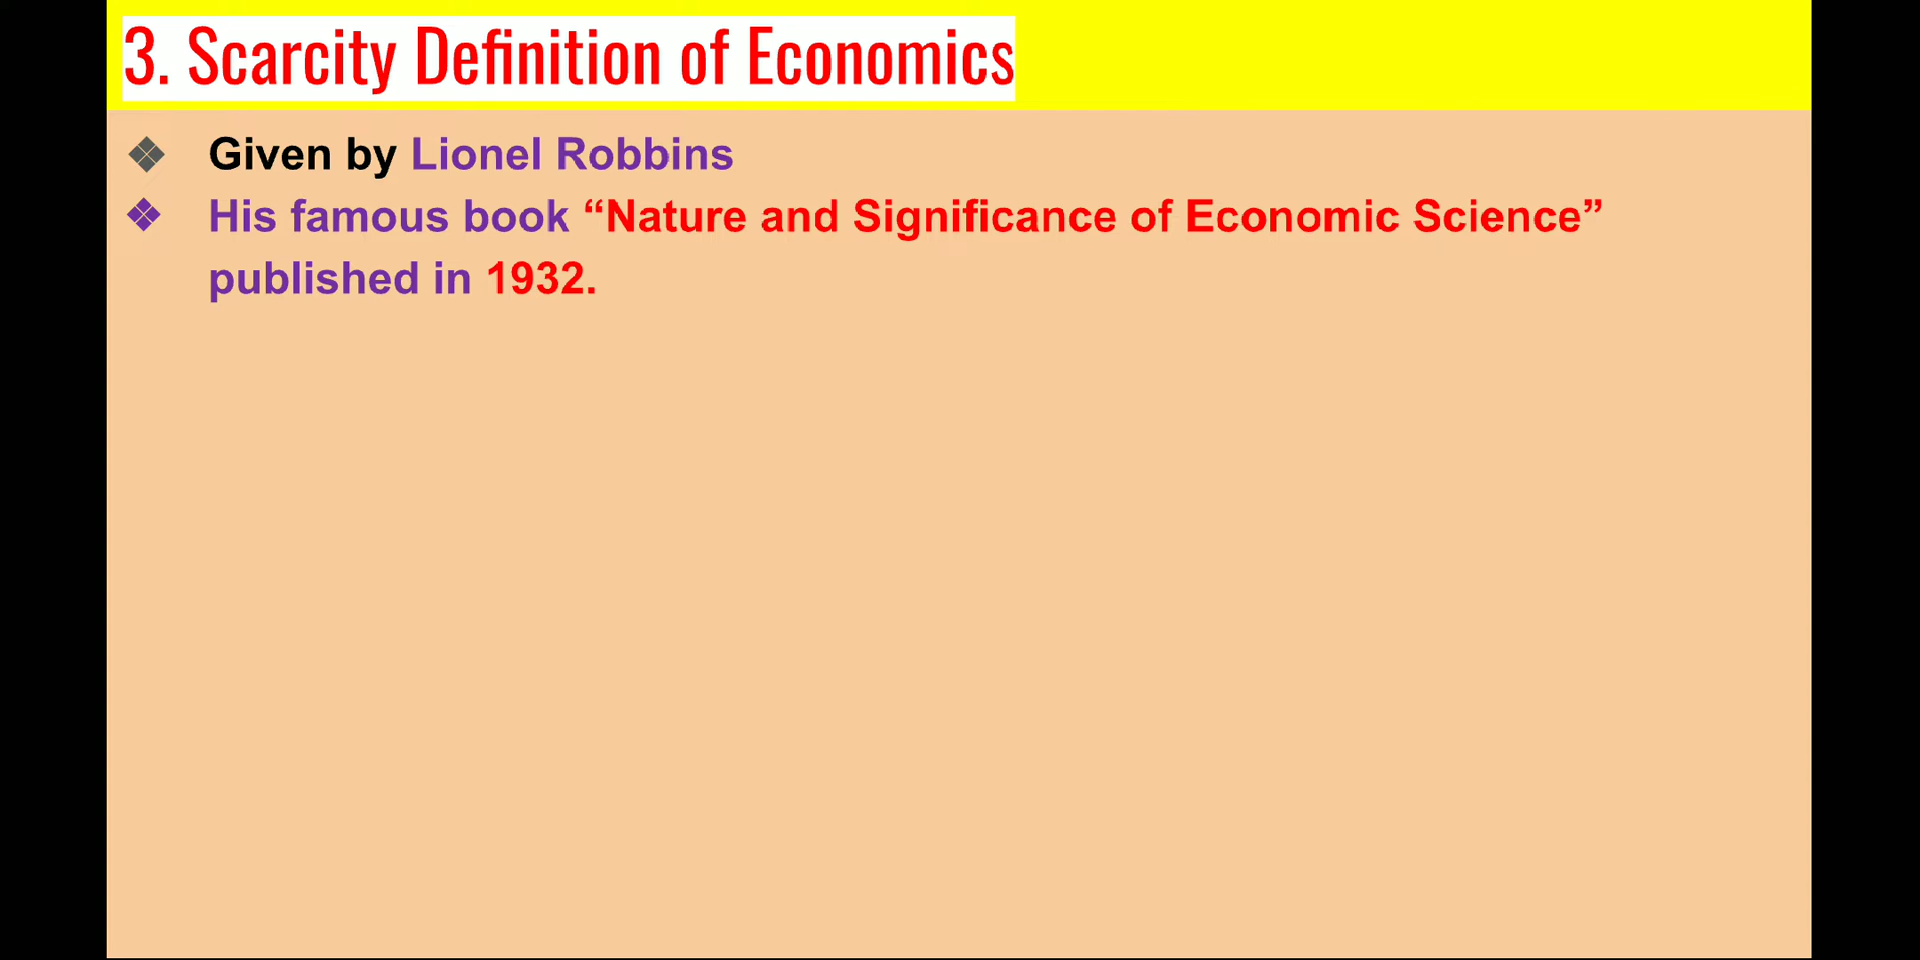 3. Scarcity Definition of Economics
❖ Given by Lionel Robbins
❖ His famous book “Nature and Significance of Economic Science”
published in 1932.